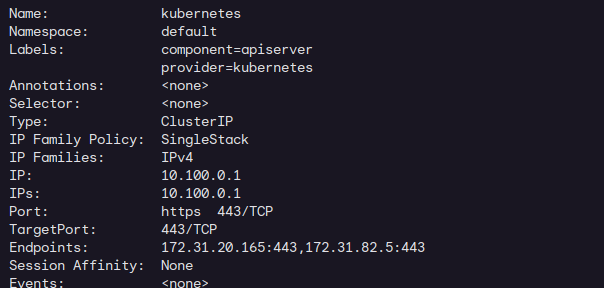 Name:              kubernetes
Namespace:         default
Labels:            component=apiserver
                   provider=kubernetes
Annotations:       <none>
Selector:          <none>
Type:              ClusterIP
IP Family Policy:  SingleStack
IP Families:       IPv4
IP:                10.100.0.1
IPs:               10.100.0.1
Port:              https  443/TCP
TargetPort:        443/TCP
Endpoints:         172.31.20.165:443,172.31.82.5:443
Session Affinity:  None
Events:            <none>